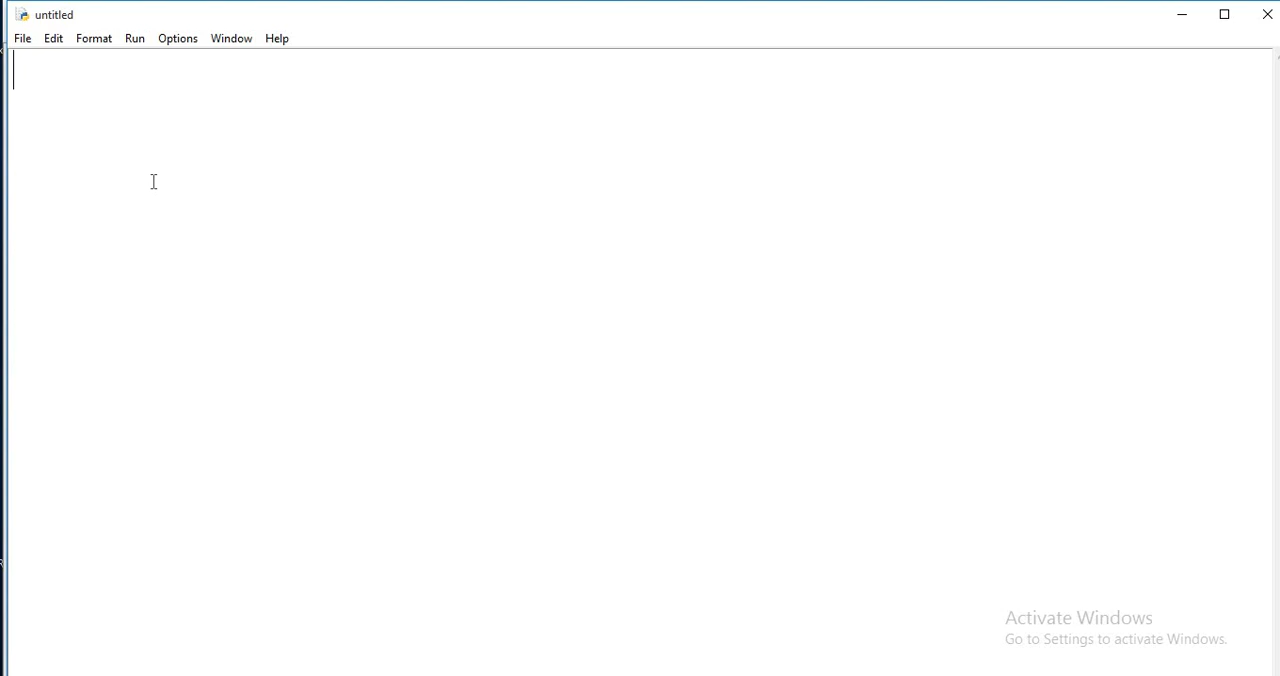 untitled
File Edit Format Run Options Window Help
Activate Windows
Go to Settings to activate Windows.